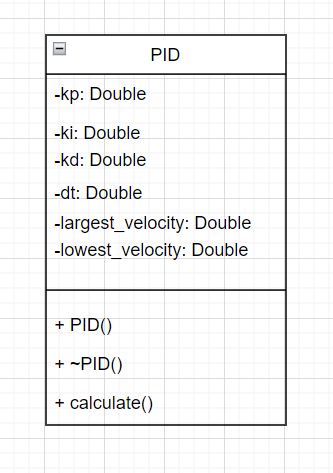 PID
-kp: Double
-ki: Double
-kd: Double
-dt: Double
-largest_velocity: Double
-lowest_velocity: Double
+ PID()
+ ~PID()
+ calculate()